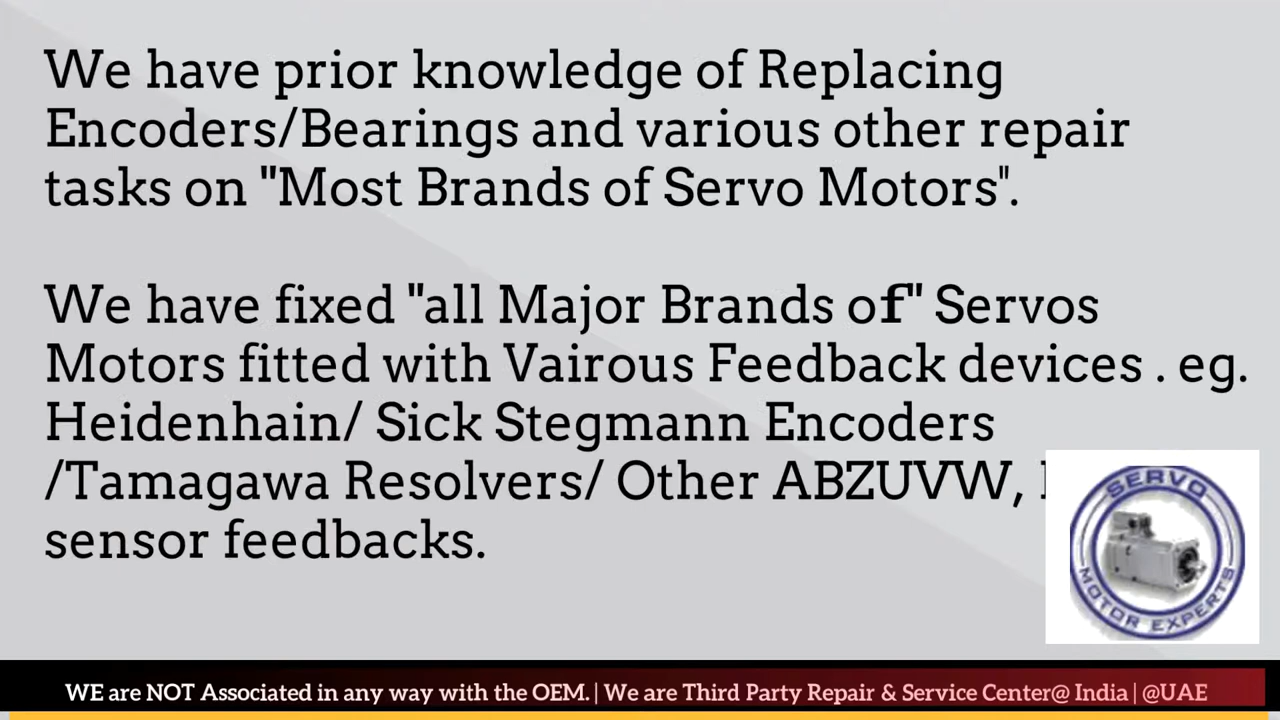 We have prior knowledge of Replacing
Encoders/Bearings and various other repair
tasks on "Most Brands of Servo Motors".
We have fixed "all Major Brands of" Servos
Motors fitted with Vairous Feedback devices . eg.
Heidenhain/ Sick Stegmann Encoders
/Tamagawa Resolvers/ Other ABZUVW,
sensor feedbacks.
SERVO
MOTOR EXPERTS
WE are NOT Associated in any way with the OEM. | We are Third Party Repair & Service Center@ India | @UAE